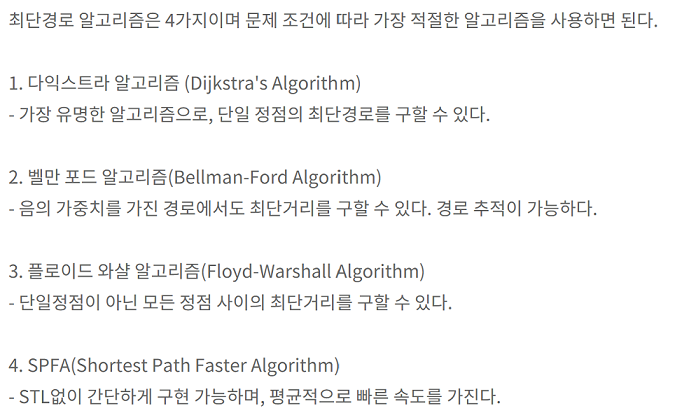 최단경로 알고리즘은 4가지이며 문제 조건에 따라 가장 적절한 알고리즘을 사용하면 된다.
1. 다익스트라 알고리즘 (Dijkstra's Algorithm)
- 가장 유명한 알고리즘으로, 단일 정점의 최단경로를 구할 수 있다.
2. 벨만 포드 알고리즘(Bellman-Ford Algorithm)
- 음의 가중치를 가진 경로에서도 최단거리를 구할 수 있다. 경로 추적이 가능하다.
3. 플로이드 와샬 알고리즘(Floyd-Warshall Algorithm)
- 단일정점이 아닌 모든 정점 사이의 최단거리를 구할 수 있다.
4. SPFA(Shortest Path Faster Algorithm)
- STL없이 간단하게 구현 가능하며, 평균적으로 빠른 속도를 가진다.